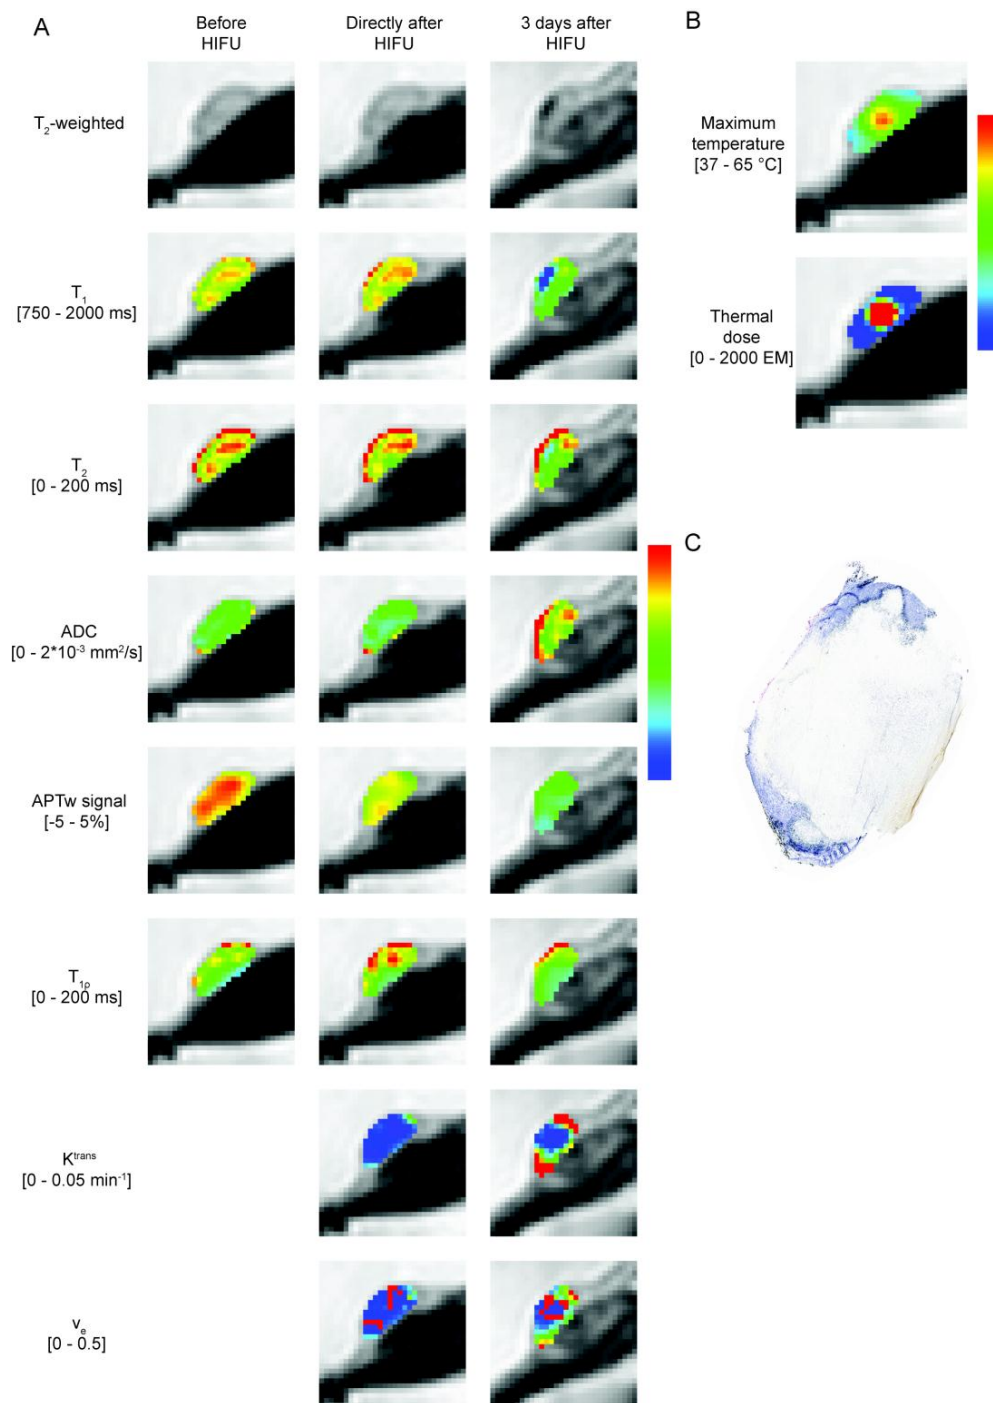 A
Before
HIFU
Directly after
HIFU
3 days after
HIFU
T₂-weighted
T₁
[750 - 2000 ms]
T₂
[0 - 200 ms]
ADC
[0 - 2*10⁻³ mm²/s]
APTw signal
[-5 - 5%]
T₁ρ
[0 - 200 ms]
Kᵗʳᵃⁿˢ
[0 - 0.05 min⁻¹]
vₑ
[0 - 0.5]
B
Maximum
temperature
[37 - 65 °C]
Thermal
dose
[0 - 2000 EM]
C